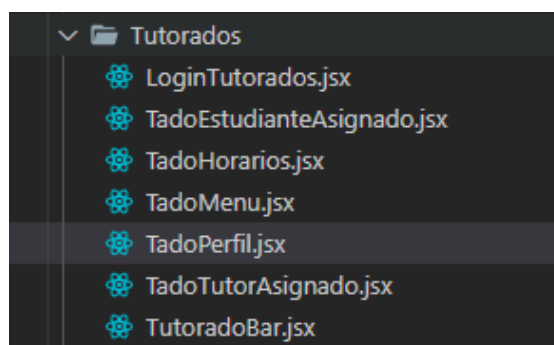 Tutorados
LoginTutorados.jsx
TadoEstudianteAsignado.jsx
TadoHorarios.jsx
TadoMenu.jsx
TadoPerfil.jsx
TadoTutorAsignado.jsx
TutoradoBar.jsx